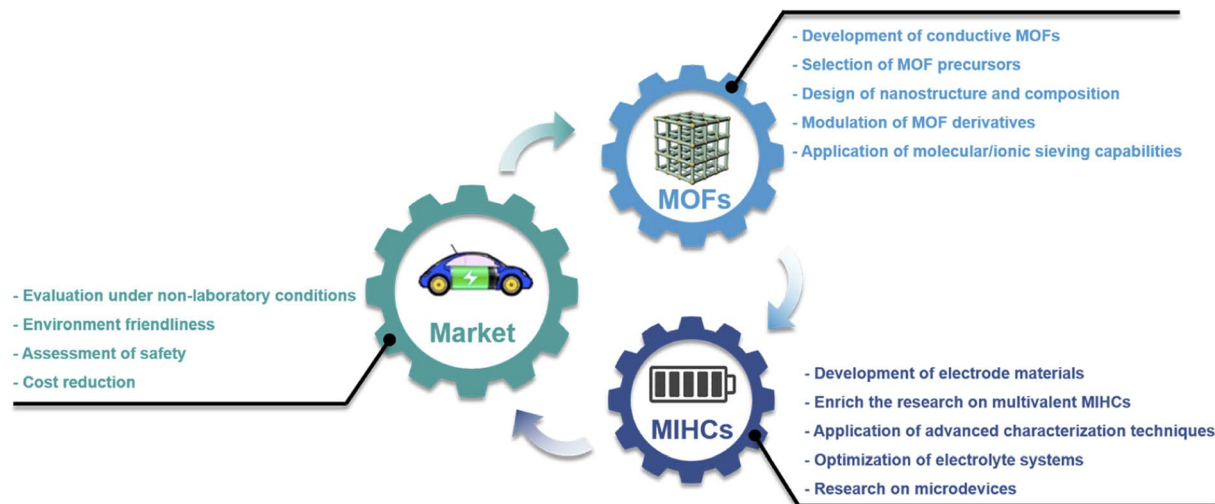 - Development of conductive MOFs
- Selection of MOF precursors
- Design of nanostructure and composition
- Modulation of MOF derivatives
- Application of molecular/ionic sieving capabilities
MOFs
Market
- Evaluation under non-laboratory conditions
- Environment friendliness
- Assessment of safety
- Cost reduction
MIHCs
- Development of electrode materials
- Enrich the research on multivalent MIHCs
- Application of advanced characterization techniques
- Optimization of electrolyte systems
- Research on microdevices